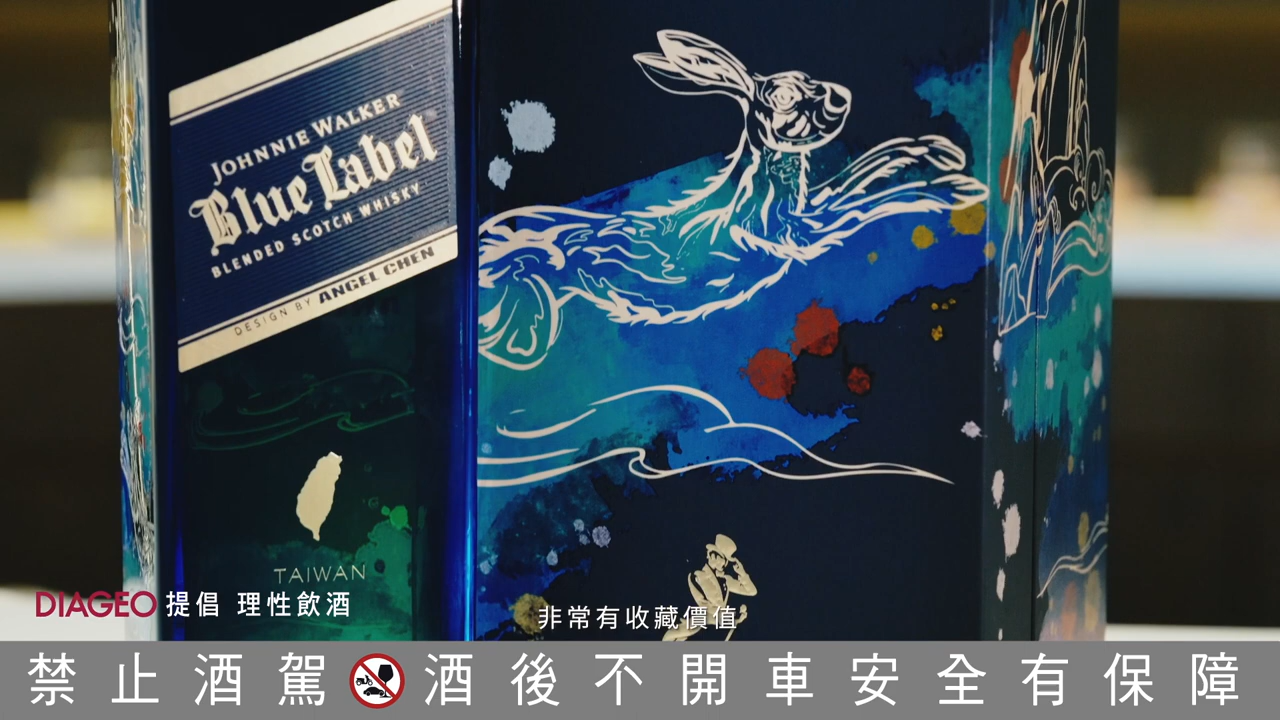 JOHNNIE WALKER
Blue Label
BLENDED SCOTCH WHISKY
DESIGN BY ANGEL CHEN
TAIWAN
DIAGEO 提倡 理性飲酒
非常有收藏價值
禁止酒駕 酒後不開車安全有保障